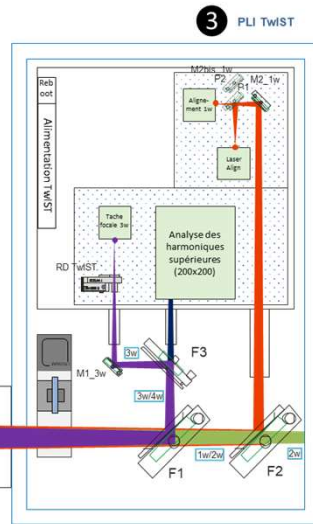 3 PLI TwIST
M2bis_1w
P2
M2_1w
P1
Reb
oot
Aligne-
ment 1w
Alimentation TwIST
Laser
Align
Tache
focale 3w
Analyse des
harmoniques
supérieures
(200x200)
RD TwIST
M1_3w
3w
F3
3w/4w
1w/2w
2w
F1
F2